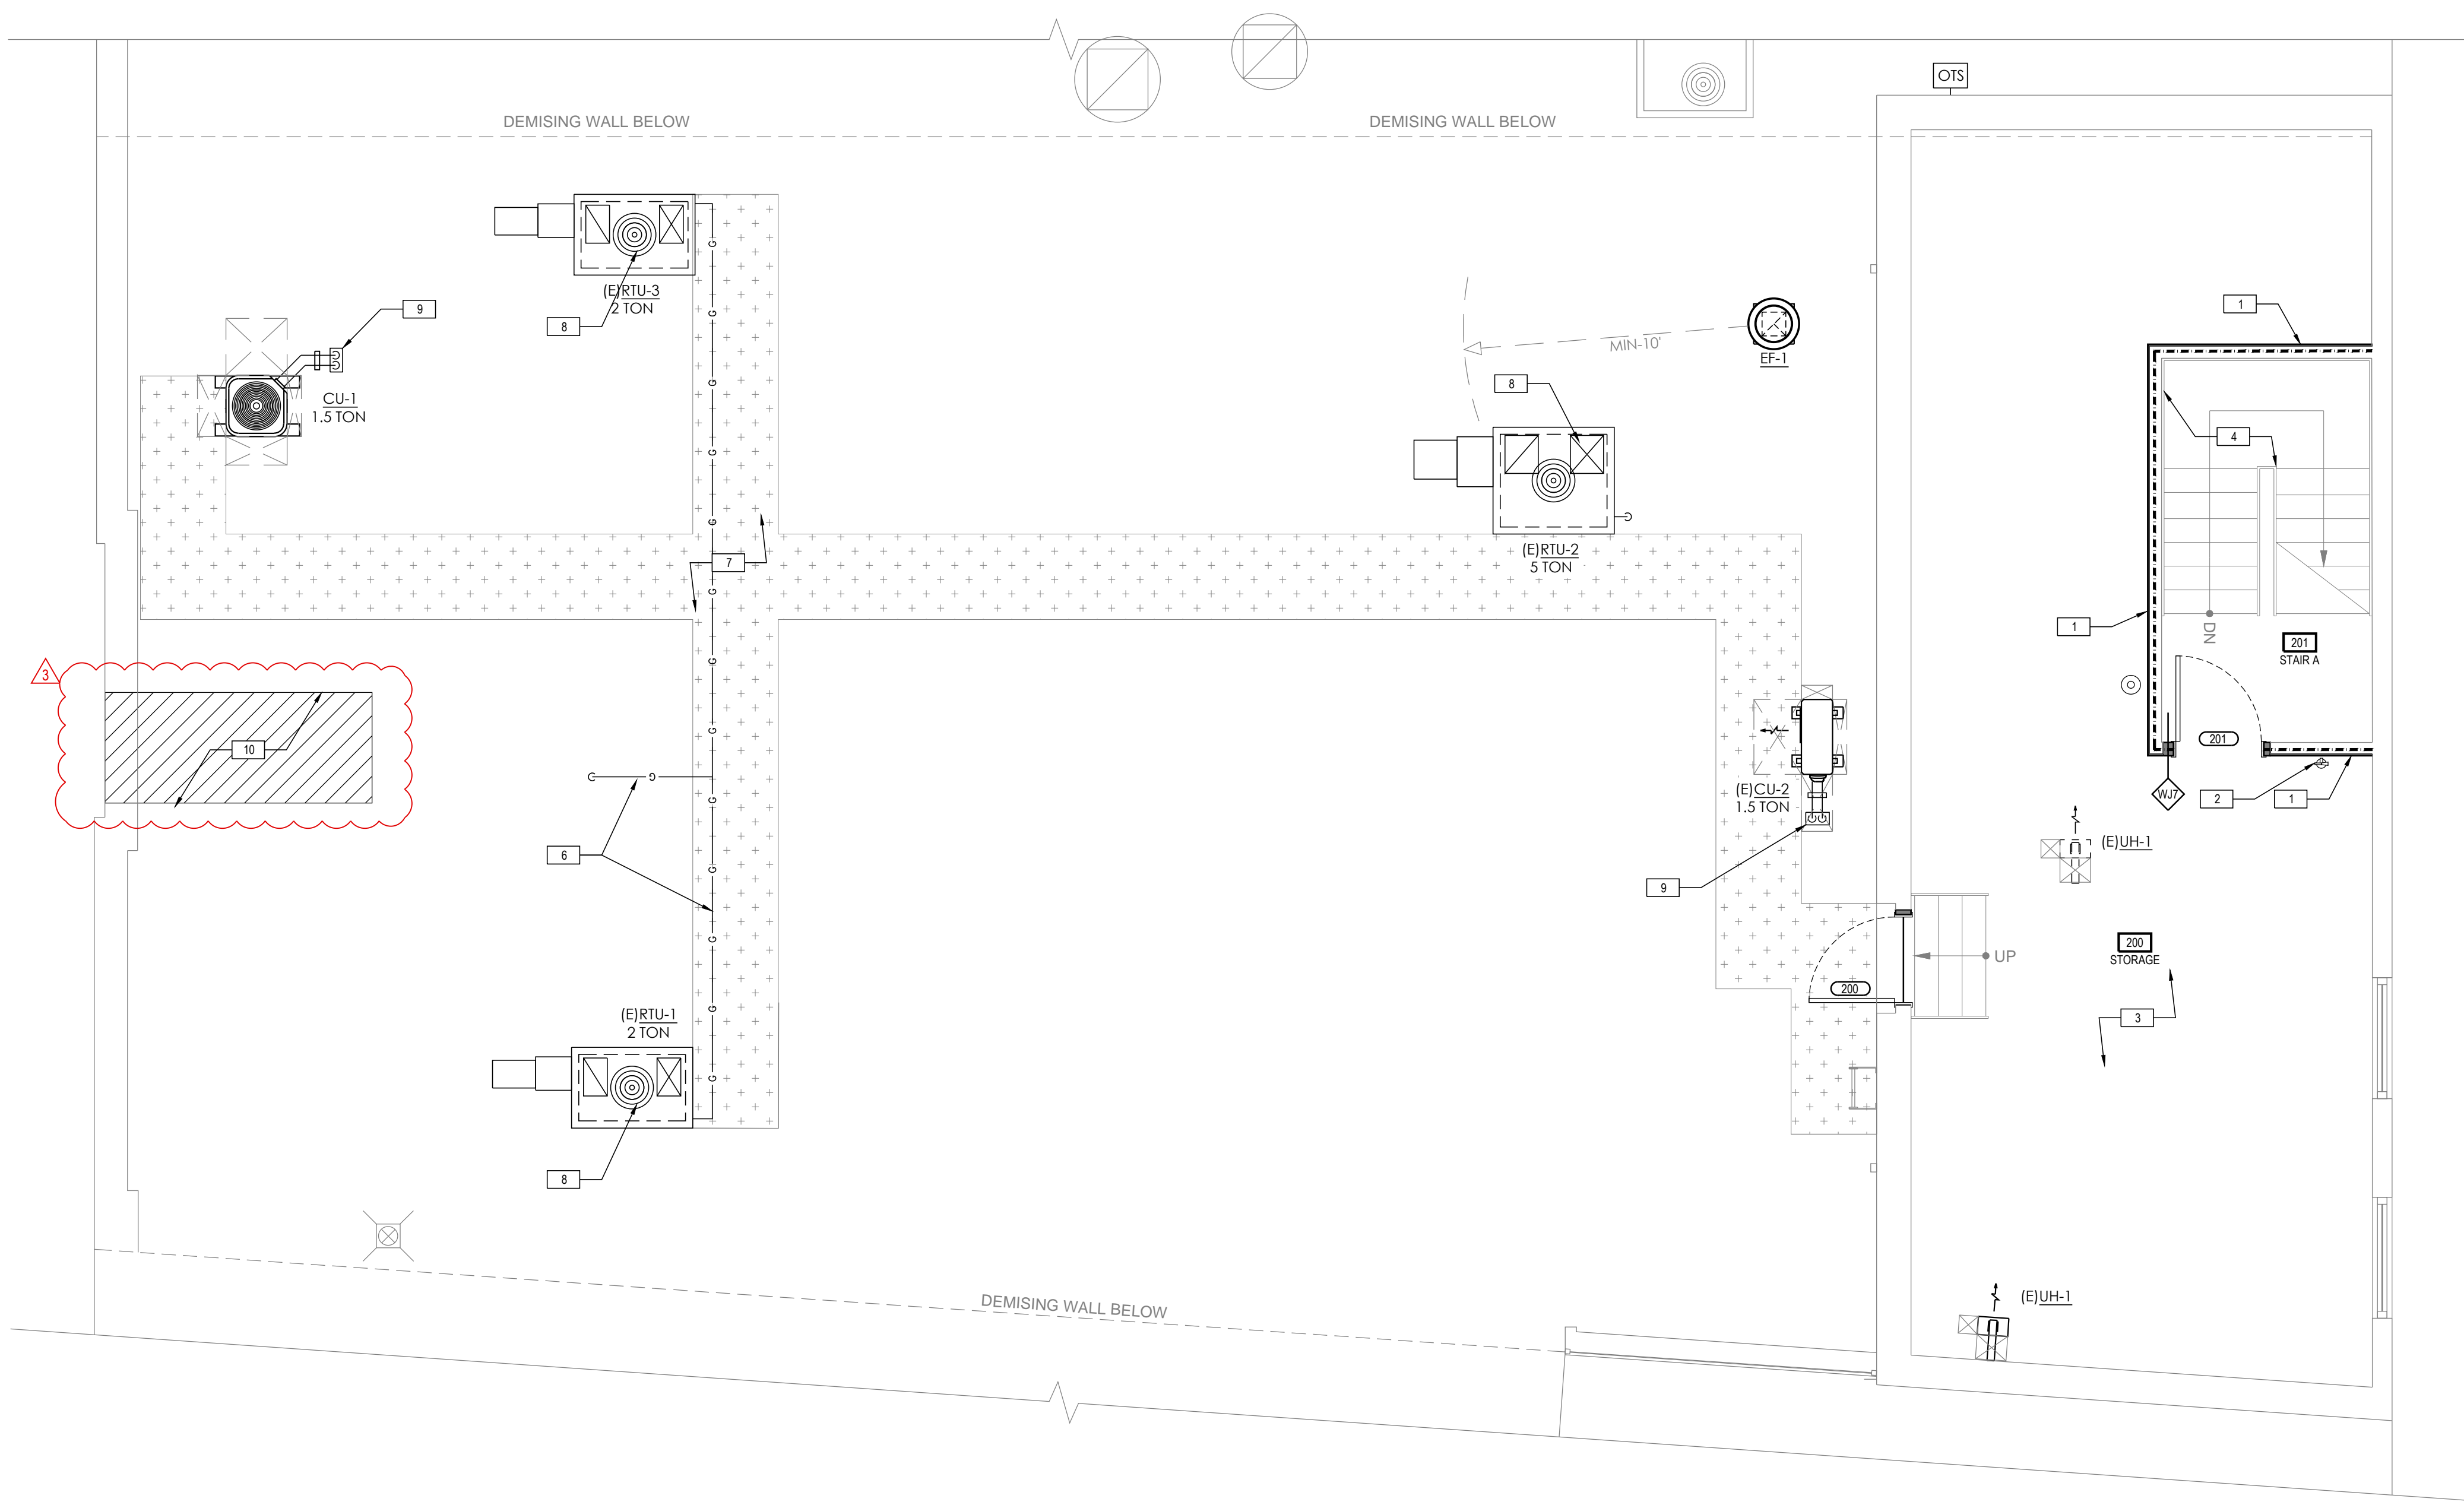 OTS
DEMISING WALL BELOW
DEMISING WALL BELOW
(E)RTU-3
2 TON
8
9
CU-1
1.5 TON
MIN-10'
EF-1
8
(E)RTU-2
5 TON
1
4
1
DN
201
STAIR A
201
WJ7
2
1
7
3
10
G
G
G
G
G
G
G
G
G
G
G
G
G
G
6
(E)CU-2
1.5 TON
9
(E)UH-1
200
STORAGE
UP
200
3
(E)RTU-1
2 TON
8
(E)UH-1
DEMISING WALL BELOW